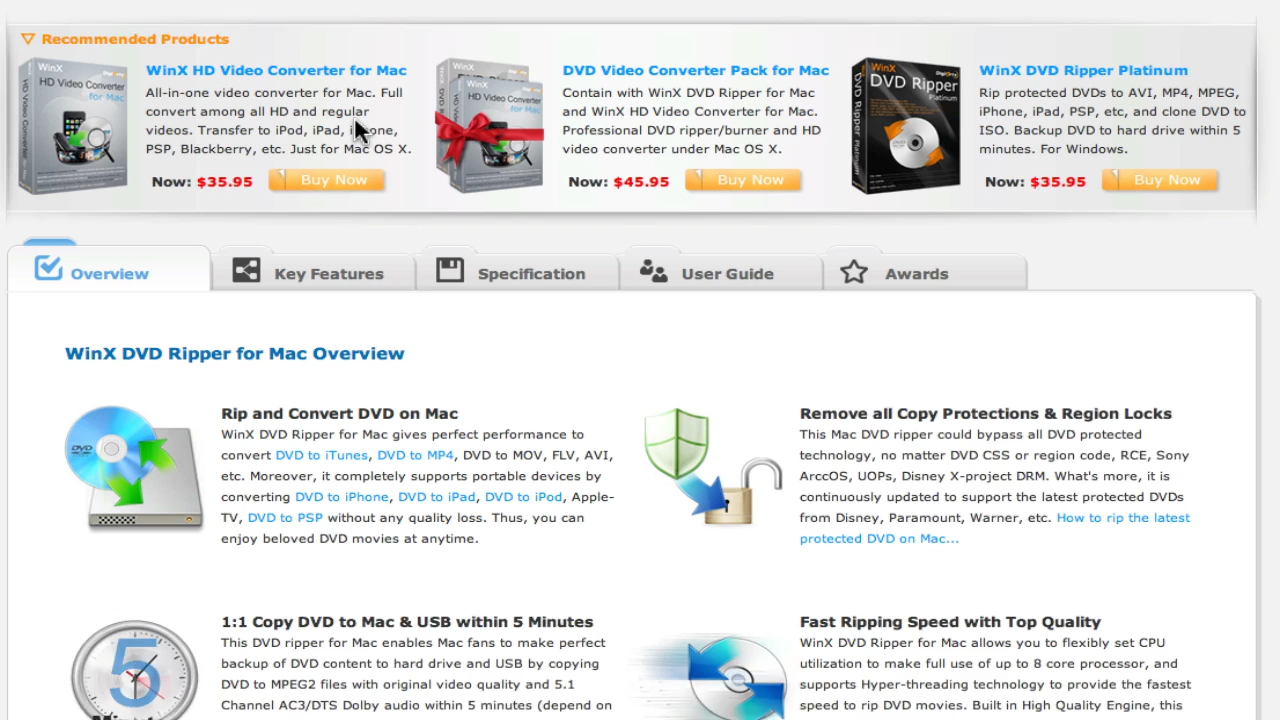 Recommended Products
WinX HD Video Converter for Mac
All-in-one video converter for Mac. Full
convert among all HD and regular
videos. Transfer to iPod, iPad, iPhone,
PSP, Blackberry, etc. Just for Mac OS X.
Now: $35.95 Buy Now
DVD Video Converter Pack for Mac
Contain with WinX DVD Ripper for Mac
and WinX HD Video Converter for Mac.
Professional DVD ripper/burner and HD
video converter under Mac OS X.
Now: $45.95 Buy Now
WinX DVD Ripper Platinum
Rip protected DVDs to AVI, MP4, MPEG,
iPhone, iPad, PSP, etc, and clone DVD to
ISO. Backup DVD to hard drive within 5
minutes. For Windows.
Now: $35.95 Buy Now
WinX
HD Video Converter
for Mac
WinX
HD Video Converter
for Mac
WinX
DVD Ripper
Platinum
Overview Key Features Specification User Guide Awards
WinX DVD Ripper for Mac Overview
Rip and Convert DVD on Mac
WinX DVD Ripper for Mac gives perfect performance to
convert DVD to iTunes, DVD to MP4, DVD to MOV, FLV, AVI,
etc. Moreover, it completely supports portable devices by
converting DVD to iPhone, DVD to iPad, DVD to iPod, Apple-
TV, DVD to PSP without any quality loss. Thus, you can
enjoy beloved DVD movies at anytime.
Remove all Copy Protections & Region Locks
This Mac DVD ripper could bypass all DVD protected
technology, no matter DVD CSS or region code, RCE, Sony
ArccOS, UOPs, Disney X-project DRM. What's more, it is
continuously updated to support the latest protected DVDs
from Disney, Paramount, Warner, etc. How to rip the latest
protected DVD on Mac...
DVD
1:1 Copy DVD to Mac & USB within 5 Minutes
This DVD ripper for Mac enables Mac fans to make perfect
backup of DVD content to hard drive and USB by copying
DVD to MPEG2 files with original video quality and 5.1
Channel AC3/DTS Dolby audio within 5 minutes (depend on
5
Fast Ripping Speed with Top Quality
WinX DVD Ripper for Mac allows you to flexibly set CPU
utilization to make full use of up to 8 core processor, and
supports Hyper-threading technology to provide the fastest
speed to rip DVD movies. Built in High Quality Engine, this